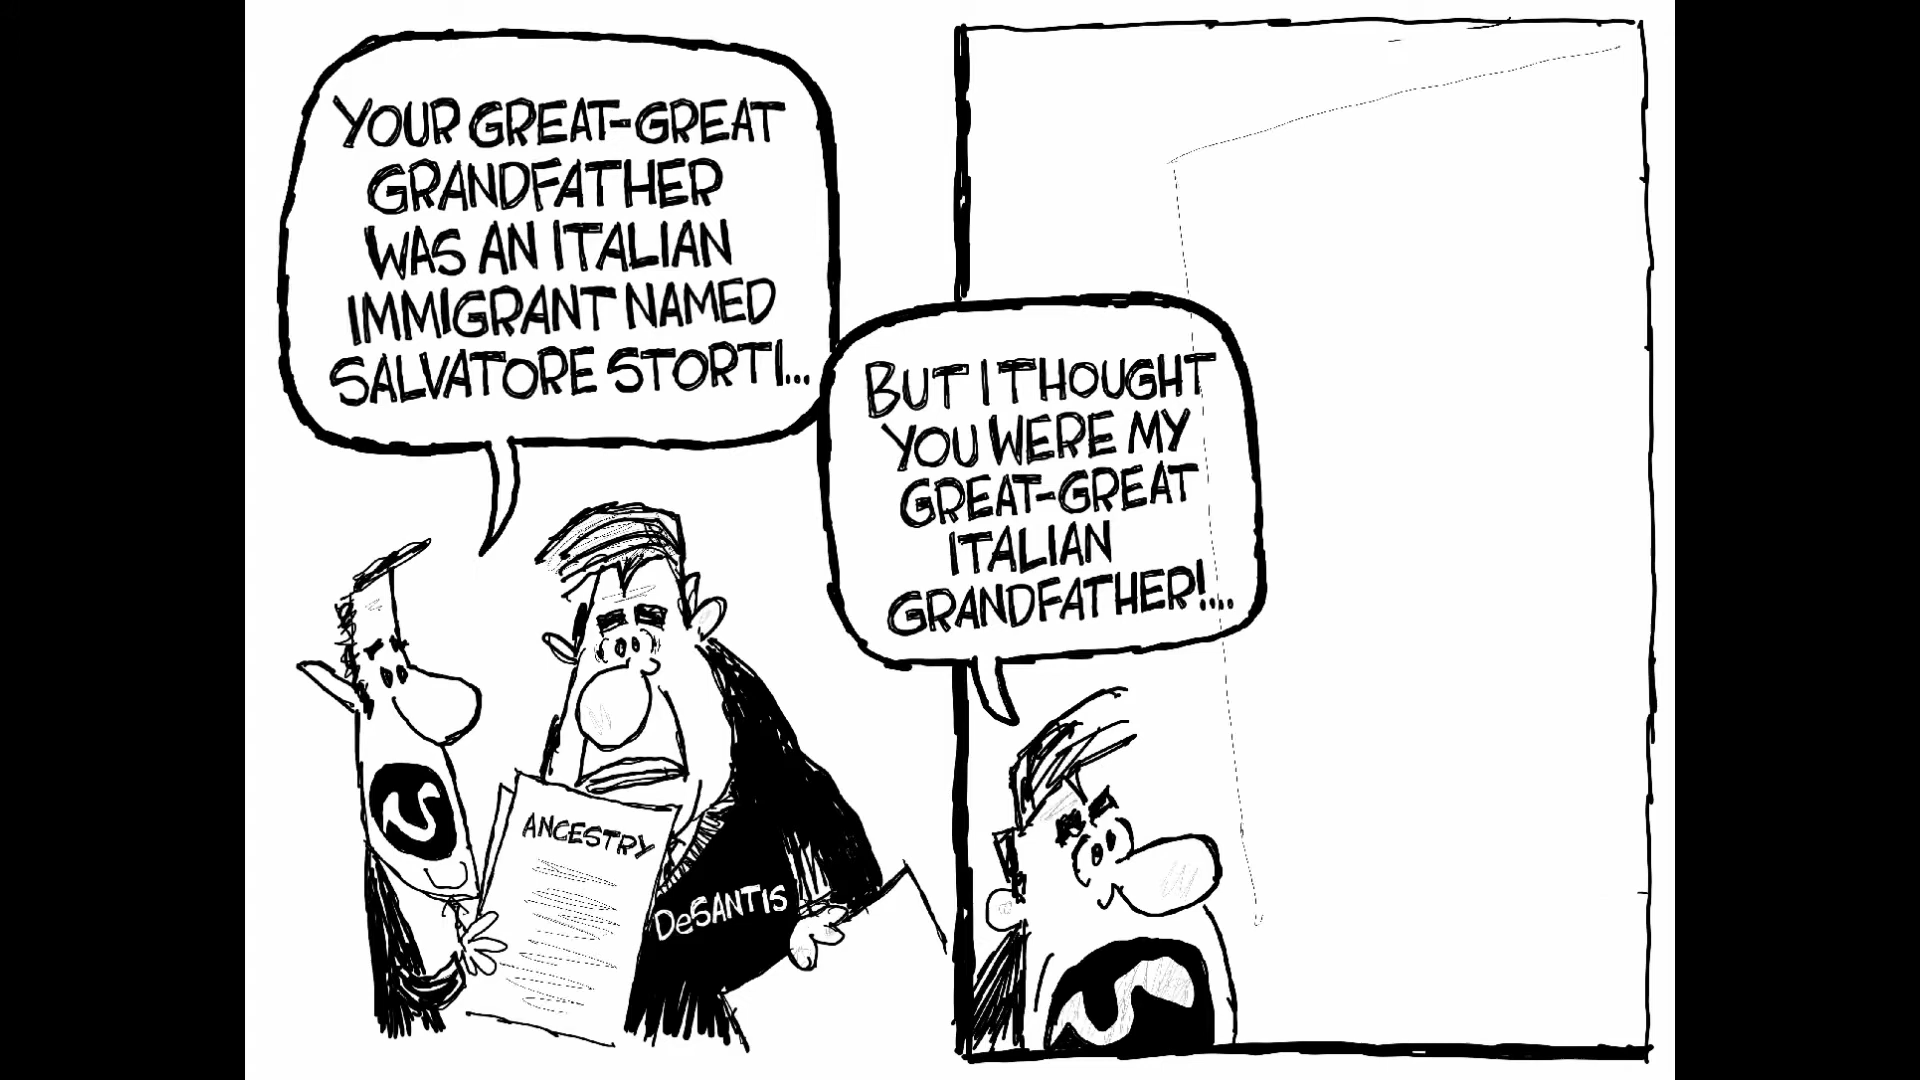 YOUR GREAT-GREAT
GRANDFATHER
WAS AN ITALIAN
IMMIGRANT NAMED
SALVATORE STORTI...
BUT I THOUGHT
YOU WERE MY
GREAT-GREAT
ITALIAN
GRANDFATHER!...
ANCESTRY
DeSANTIS